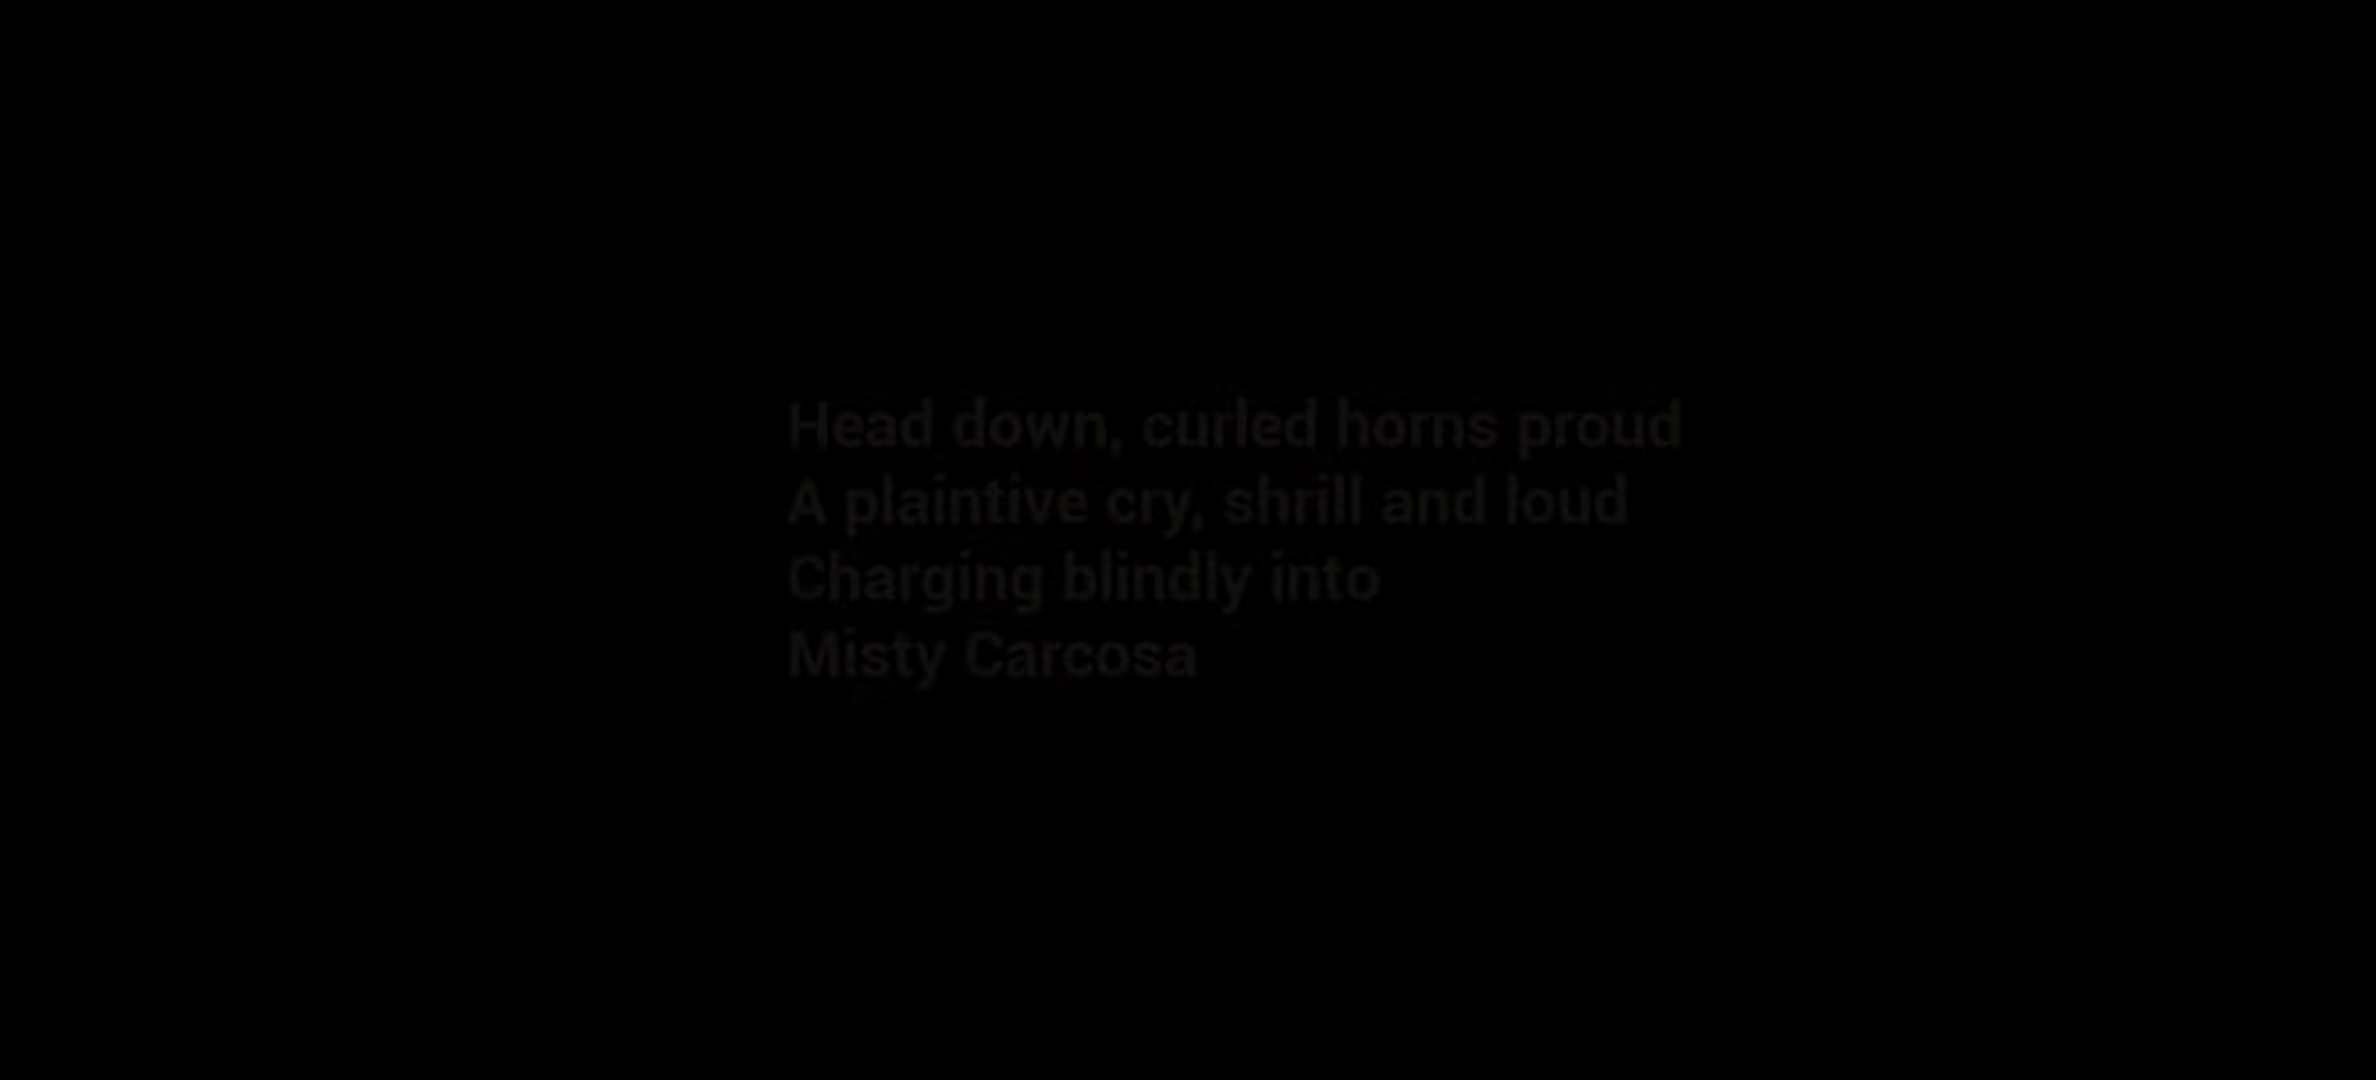 Head down, curled horns proud
A plaintive cry, shrill and loud
Charging blindly into
Misty Carcosa